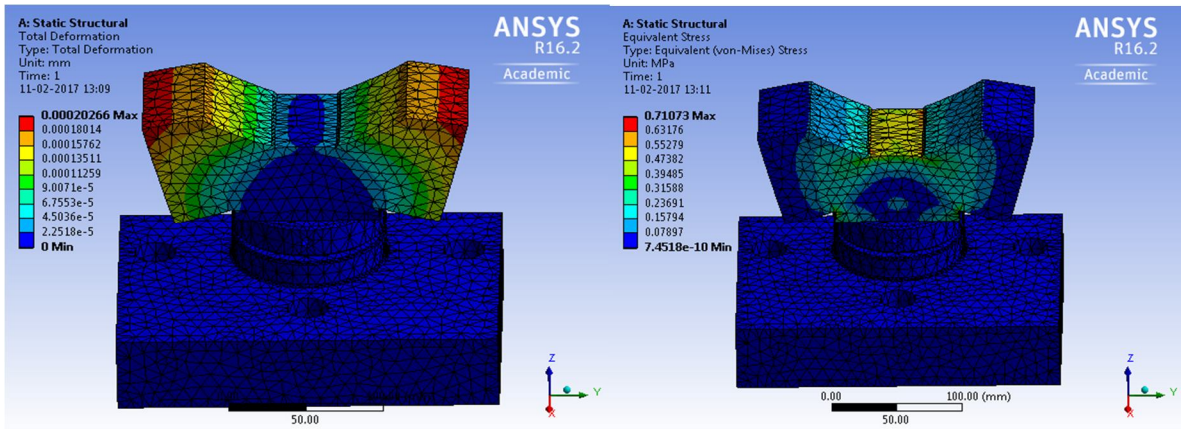 A: Static Structural
Total Deformation
Type: Total Deformation
Unit: mm
Time: 1
11-02-2017 13:09
0.00020266 Max
0.00018014
0.00015762
0.00013511
0.00011259
9.0071e-5
6.7553e-5
4.5036e-5
2.2518e-5
0 Min
ANSYS
R16.2
Academic
50.00
Z
Y
X
A: Static Structural
Equivalent Stress
Type: Equivalent (von-Mises) Stress
Unit: MPa
Time: 1
11-02-2017 13:11
0.71073 Max
0.63176
0.55279
0.47382
0.39485
0.31588
0.23691
0.15794
0.07897
7.4518e-10 Min
ANSYS
R16.2
Academic
0.00
100.00 (mm)
50.00
Z
Y
X